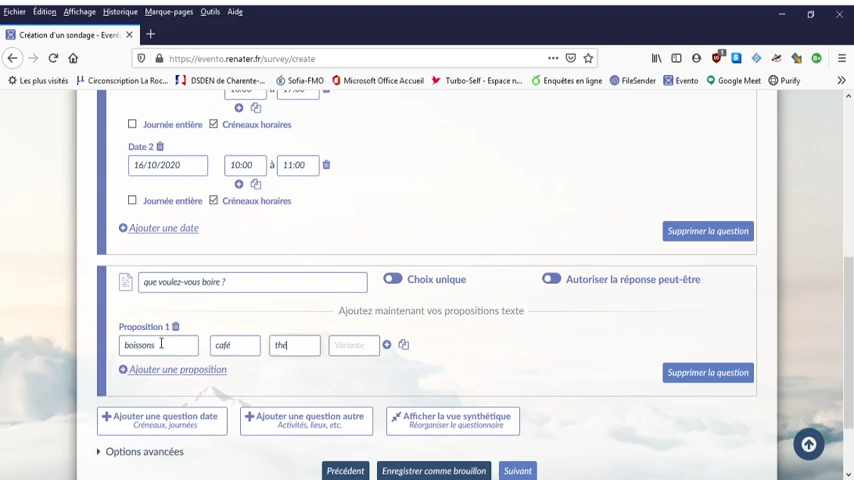 Fichier Édition Affichage Historique Marque-pages Outils Aide
Création d'un sondage - Evento
https://evento.renater.fr/survey/create
Les plus visités Circonscription La Roc... DSDEN de Charente-... Sofia-FMO Microsoft Office Accueil Turbo-Self - Espace n... Enquêtes en ligne FileSender Evento Google Meet Purify
à
Journée entière Créneaux horaires
Date 2
16/10/2020 10:00 à 11:00
Journée entière Créneaux horaires
Ajouter une date
Supprimer la question
que voulez-vous boire ? Choix unique Autoriser la réponse peut-être
Ajoutez maintenant vos propositions texte
Proposition 1
boissons café thé Variante
Ajouter une proposition
Supprimer la question
Ajouter une question date
Créneaux, journées
Ajouter une question autre
Activités, lieux, etc.
Afficher la vue synthétique
Réorganiser le questionnaire
Options avancées
Précédent Enregistrer comme brouillon Suivant